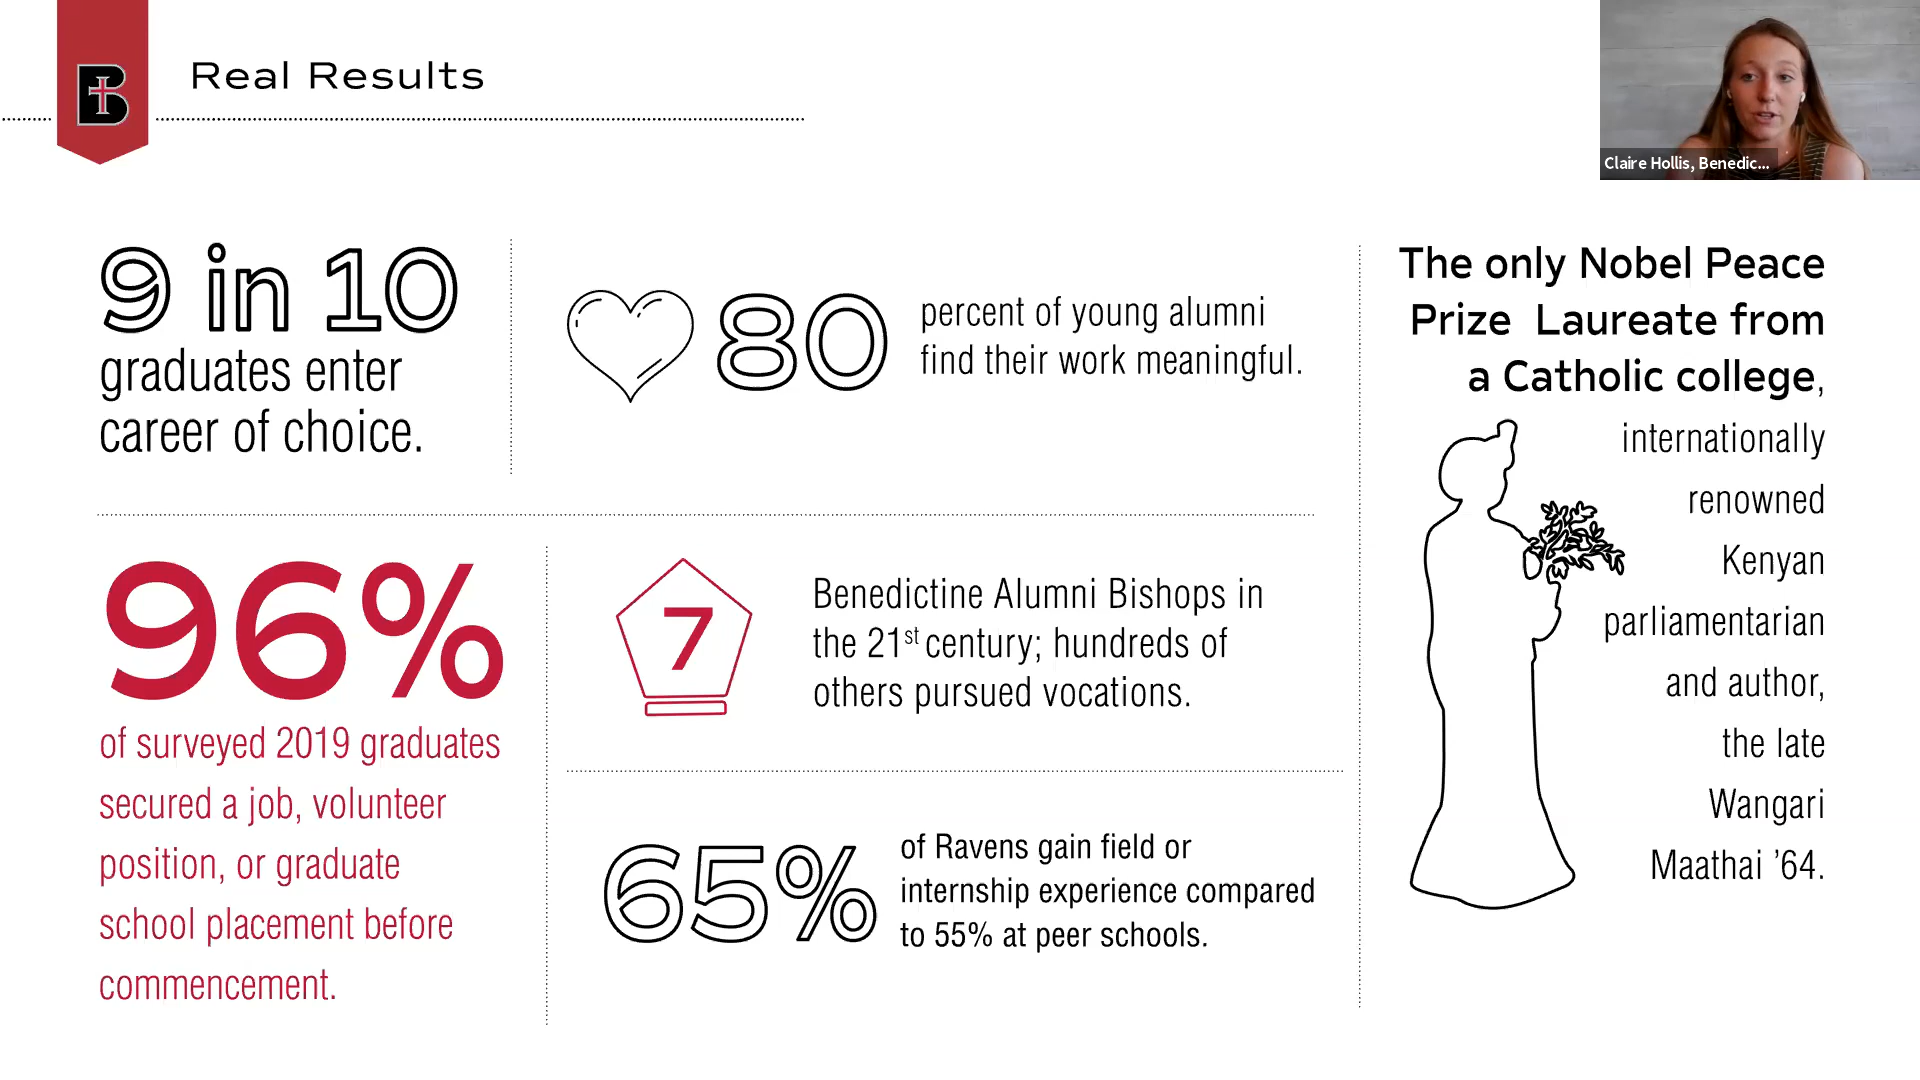 B
Real Results
Claire Hollis, Benedic...
9 in 10
graduates enter
career of choice.
80
percent of young alumni
find their work meaningful.
96%
of surveyed 2019 graduates
secured a job, volunteer
position, or graduate
school placement before
commencement.
7
Benedictine Alumni Bishops in
the 21st century; hundreds of
others pursued vocations.
65%
of Ravens gain field or
internship experience compared
to 55% at peer schools.
The only Nobel Peace
Prize Laureate from
a Catholic college,
internationally
renowned
Kenyan
parliamentarian
and author,
the late
Wangari
Maathai ’64.